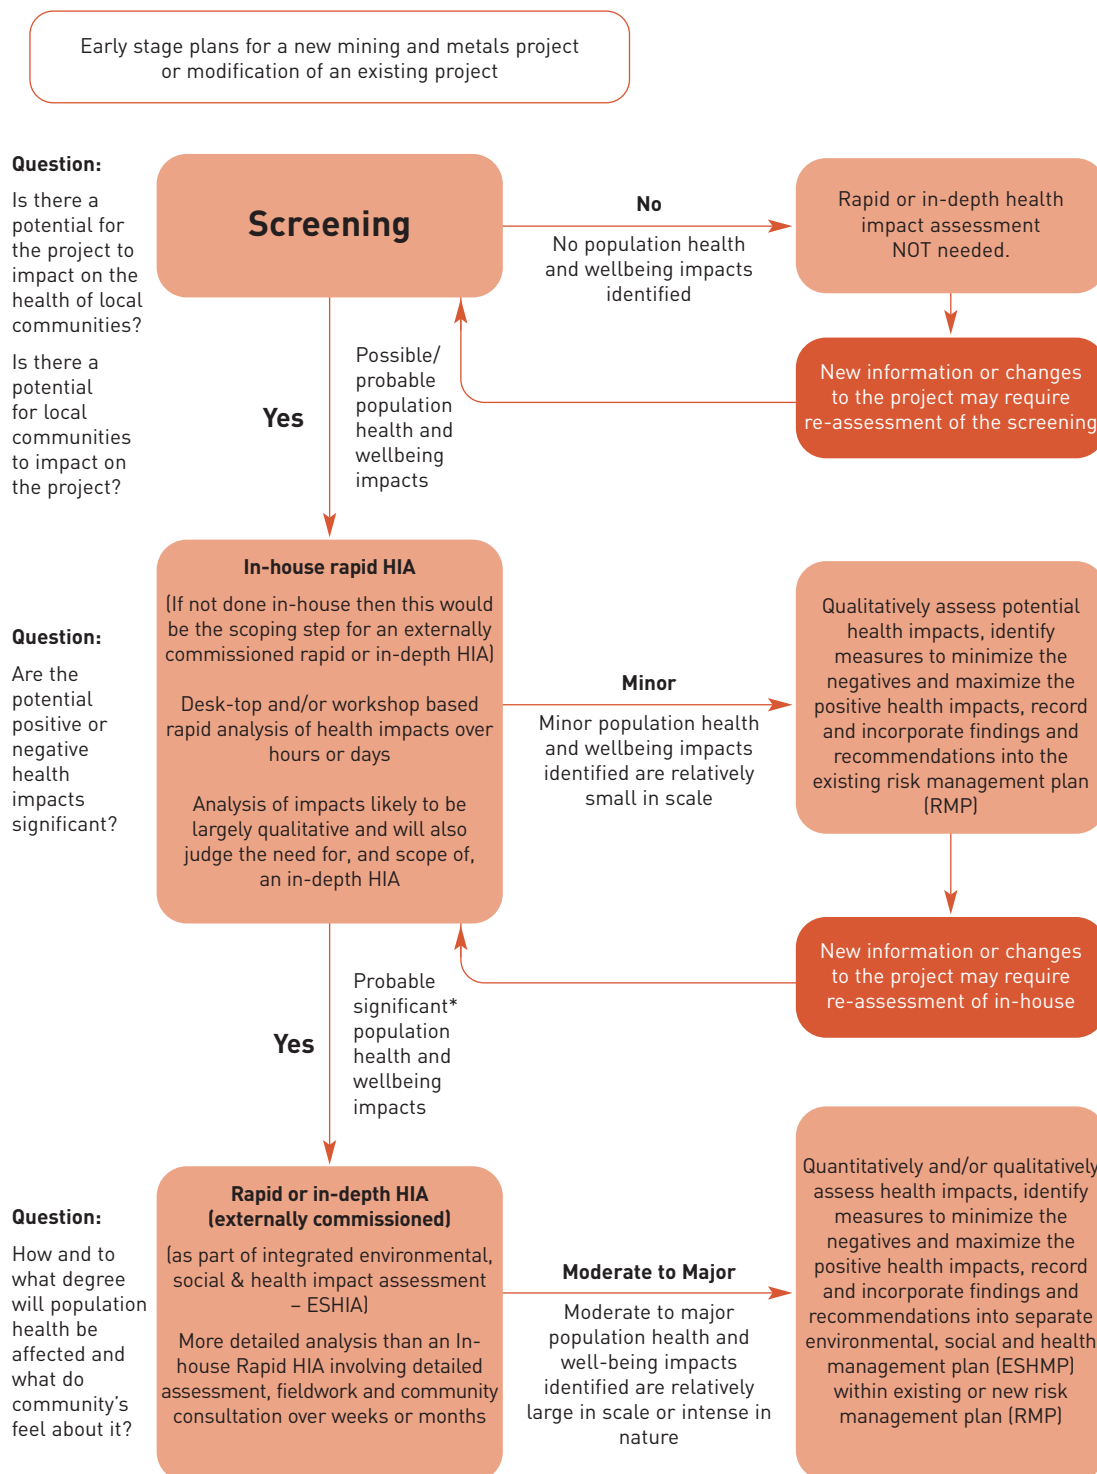 Early stage plans for a new mining and metals project
or modification of an existing project
Question:
Is there a
potential for
the project to
impact on the
health of local
communities?
Is there a
potential
for local
communities
to impact on
the project?
Screening
No
No population health
and wellbeing impacts
identified
Rapid or in-depth health
impact assessment
NOT needed.
New information or changes
to the project may require
re-assessment of the screening
Yes
Possible/
probable
population
health and
wellbeing
impacts
Question:
Are the
potential
positive or
negative
health
impacts
significant?
In-house rapid HIA
(If not done in-house then this would
be the scoping step for an externally
commissioned rapid or in-depth HIA)
Desk-top and/or workshop based
rapid analysis of health impacts over
hours or days
Analysis of impacts likely to be
largely qualitative and will also
judge the need for, and scope of,
an in-depth HIA
Minor
Minor population health
and wellbeing impacts
identified are relatively
small in scale
Qualitatively assess potential
health impacts, identify
measures to minimize the
negatives and maximize the
positive health impacts, record
and incorporate findings and
recommendations into the
existing risk management plan
(RMP)
New information or changes
to the project may require
re-assessment of in-house
Yes
Probable
significant*
population
health and
wellbeing
impacts
Question:
How and to
what degree
will population
health be
affected and
what do
community's
feel about it?
Rapid or in-depth HIA
(externally commissioned)
(as part of integrated environmental,
social & health impact assessment
– ESHIA)
More detailed analysis than an In-
house Rapid HIA involving detailed
assessment, fieldwork and community
consultation over weeks or months
Moderate to Major
Moderate to major
population health and
well-being impacts
identified are relatively
large in scale or intense in
nature
Quantitatively and/or qualitatively
assess health impacts, identify
measures to minimize the
negatives and maximize the
positive health impacts, record
and incorporate findings and
recommendations into separate
environmental, social and health
management plan (ESHMP)
within existing or new risk
management plan (RMP)